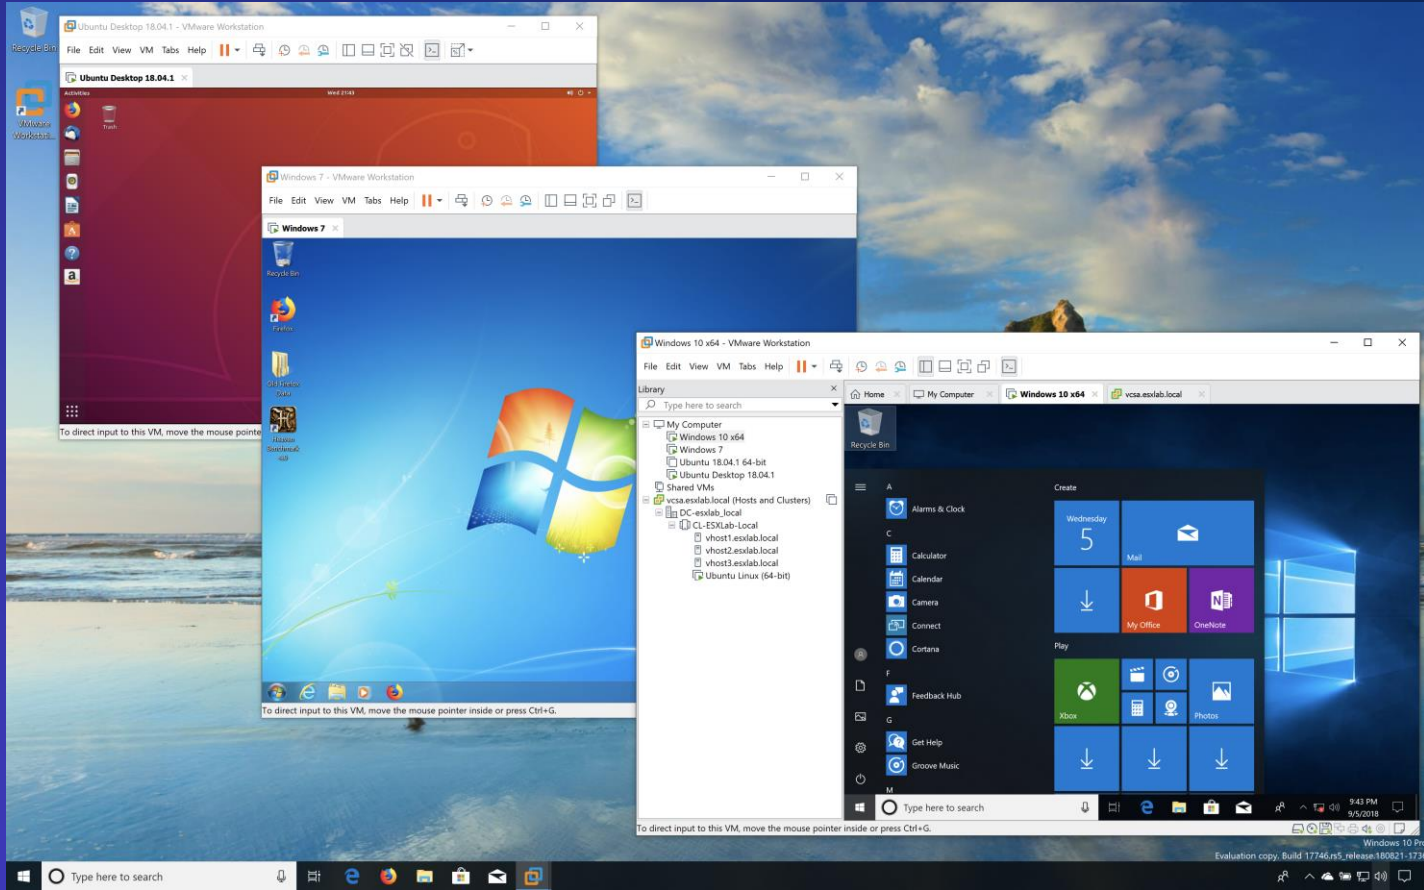 Recycle Bin
VMware
Workstati...
Ubuntu Desktop 18.04.1 - VMware Workstation
File Edit View VM Tabs Help
Ubuntu Desktop 18.04.1
Activities
Wed 21:43
Trash
To direct input to this VM, move the mouse pointe
Windows 7 - VMware Workstation
File Edit View VM Tabs Help
Windows 7
Recycle Bin
Firefox
Old Firefox
Data
Heaven
Benchmark
To direct input to this VM, move the mouse pointer inside or press Ctrl+G.
Windows 10 x64 - VMware Workstation
File Edit View VM Tabs Help
Library
Type here to search
My Computer
Windows 10 x64
Windows 7
Ubuntu 18.04.1 64-bit
Ubuntu Desktop 18.04.1
Shared VMs
vcsa.esxlab.local (Hosts and Clusters)
DC-esxlab_local
CL-ESXLab-Local
vhost1.esxlab.local
vhost2.esxlab.local
vhost3.esxlab.local
Ubuntu Linux (64-bit)
Home My Computer Windows 10 x64 vcsa.esxlab.local
Recycle Bin
A
Alarms & Clock
C
Calculator
Calendar
Camera
Connect
Cortana
F
Feedback Hub
G
Get Help
Groove Music
M
Create
Wednesday
5
Mail
My Office
OneNote
Play
Xbox
Photos
Type here to search
9:43 PM
9/5/2018
To direct input to this VM, move the mouse pointer inside or press Ctrl+G.
Windows 10 Pro
Evaluation copy. Build 17746.rs5_release.180821-173
Type here to search